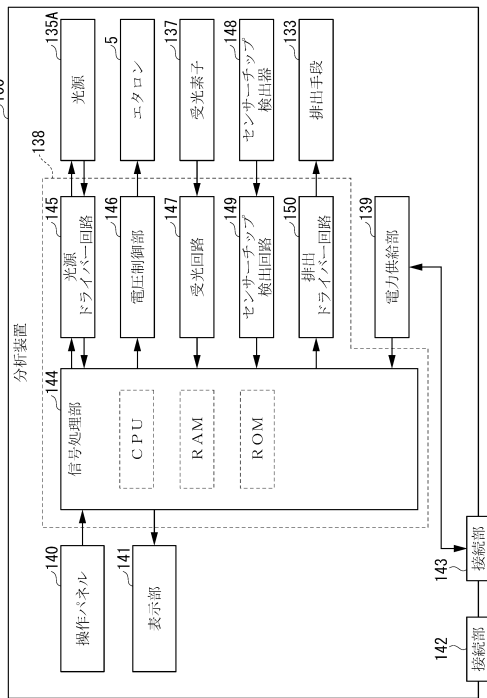 分析装置
138
135A
光源
5
エタロン
137
受光素子
148
センサーチップ
検出器
133
排出手段
145
光源
ドライバー回路
146
電圧制御部
147
受光回路
149
センサーチップ
検出回路
150
排出
ドライバー回路
139
電力供給部
144
信号処理部
CPU
RAM
ROM
140
操作パネル
141
表示部
142
接続部
143
接続部